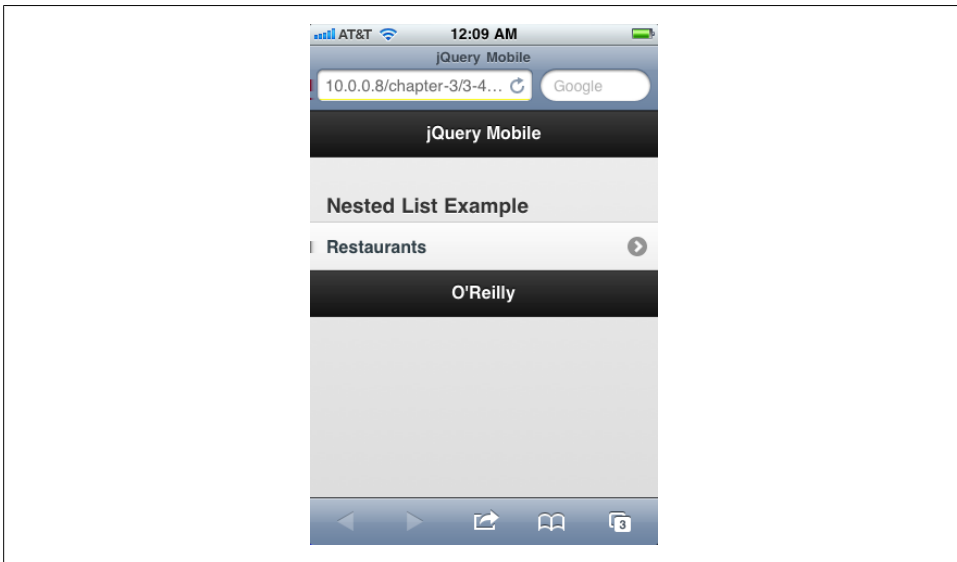 AT&T 12:09 AM
jQuery Mobile
10.0.0.8/chapter-3/3-4... Google
jQuery Mobile
Nested List Example
Restaurants
O'Reilly
3